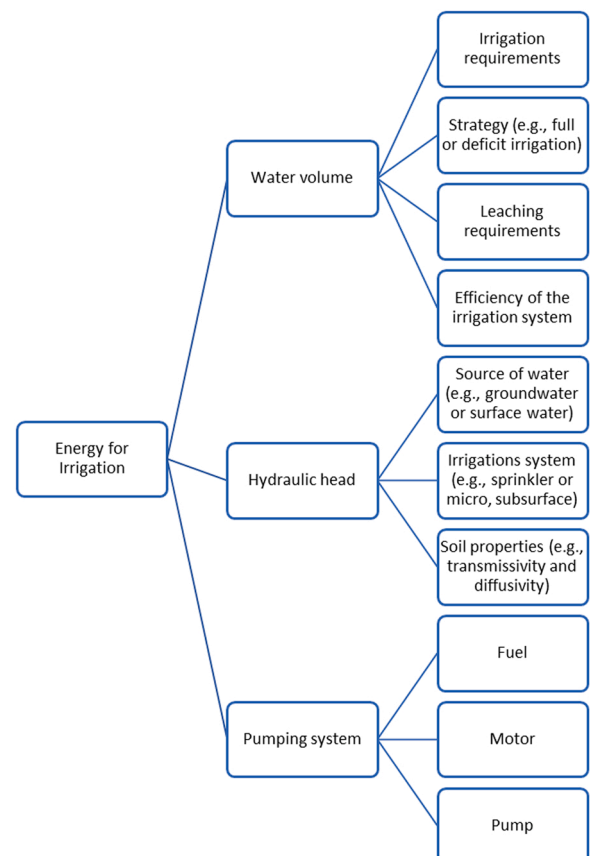 Irrigation
requirements
Strategy (e.g., full
or deficit irrigation)
Water volume
Leaching
requirements
Efficiency of the
irrigation system
Source of water
(e.g., groundwater
or surface water)
Energy for
Irrigation
Hydraulic head
Irrigations system
(e.g., sprinkler or
micro, subsurface)
Soil properties (e.g.,
transmissivity and
diffusivity)
Fuel
Pumping system
Motor
Pump